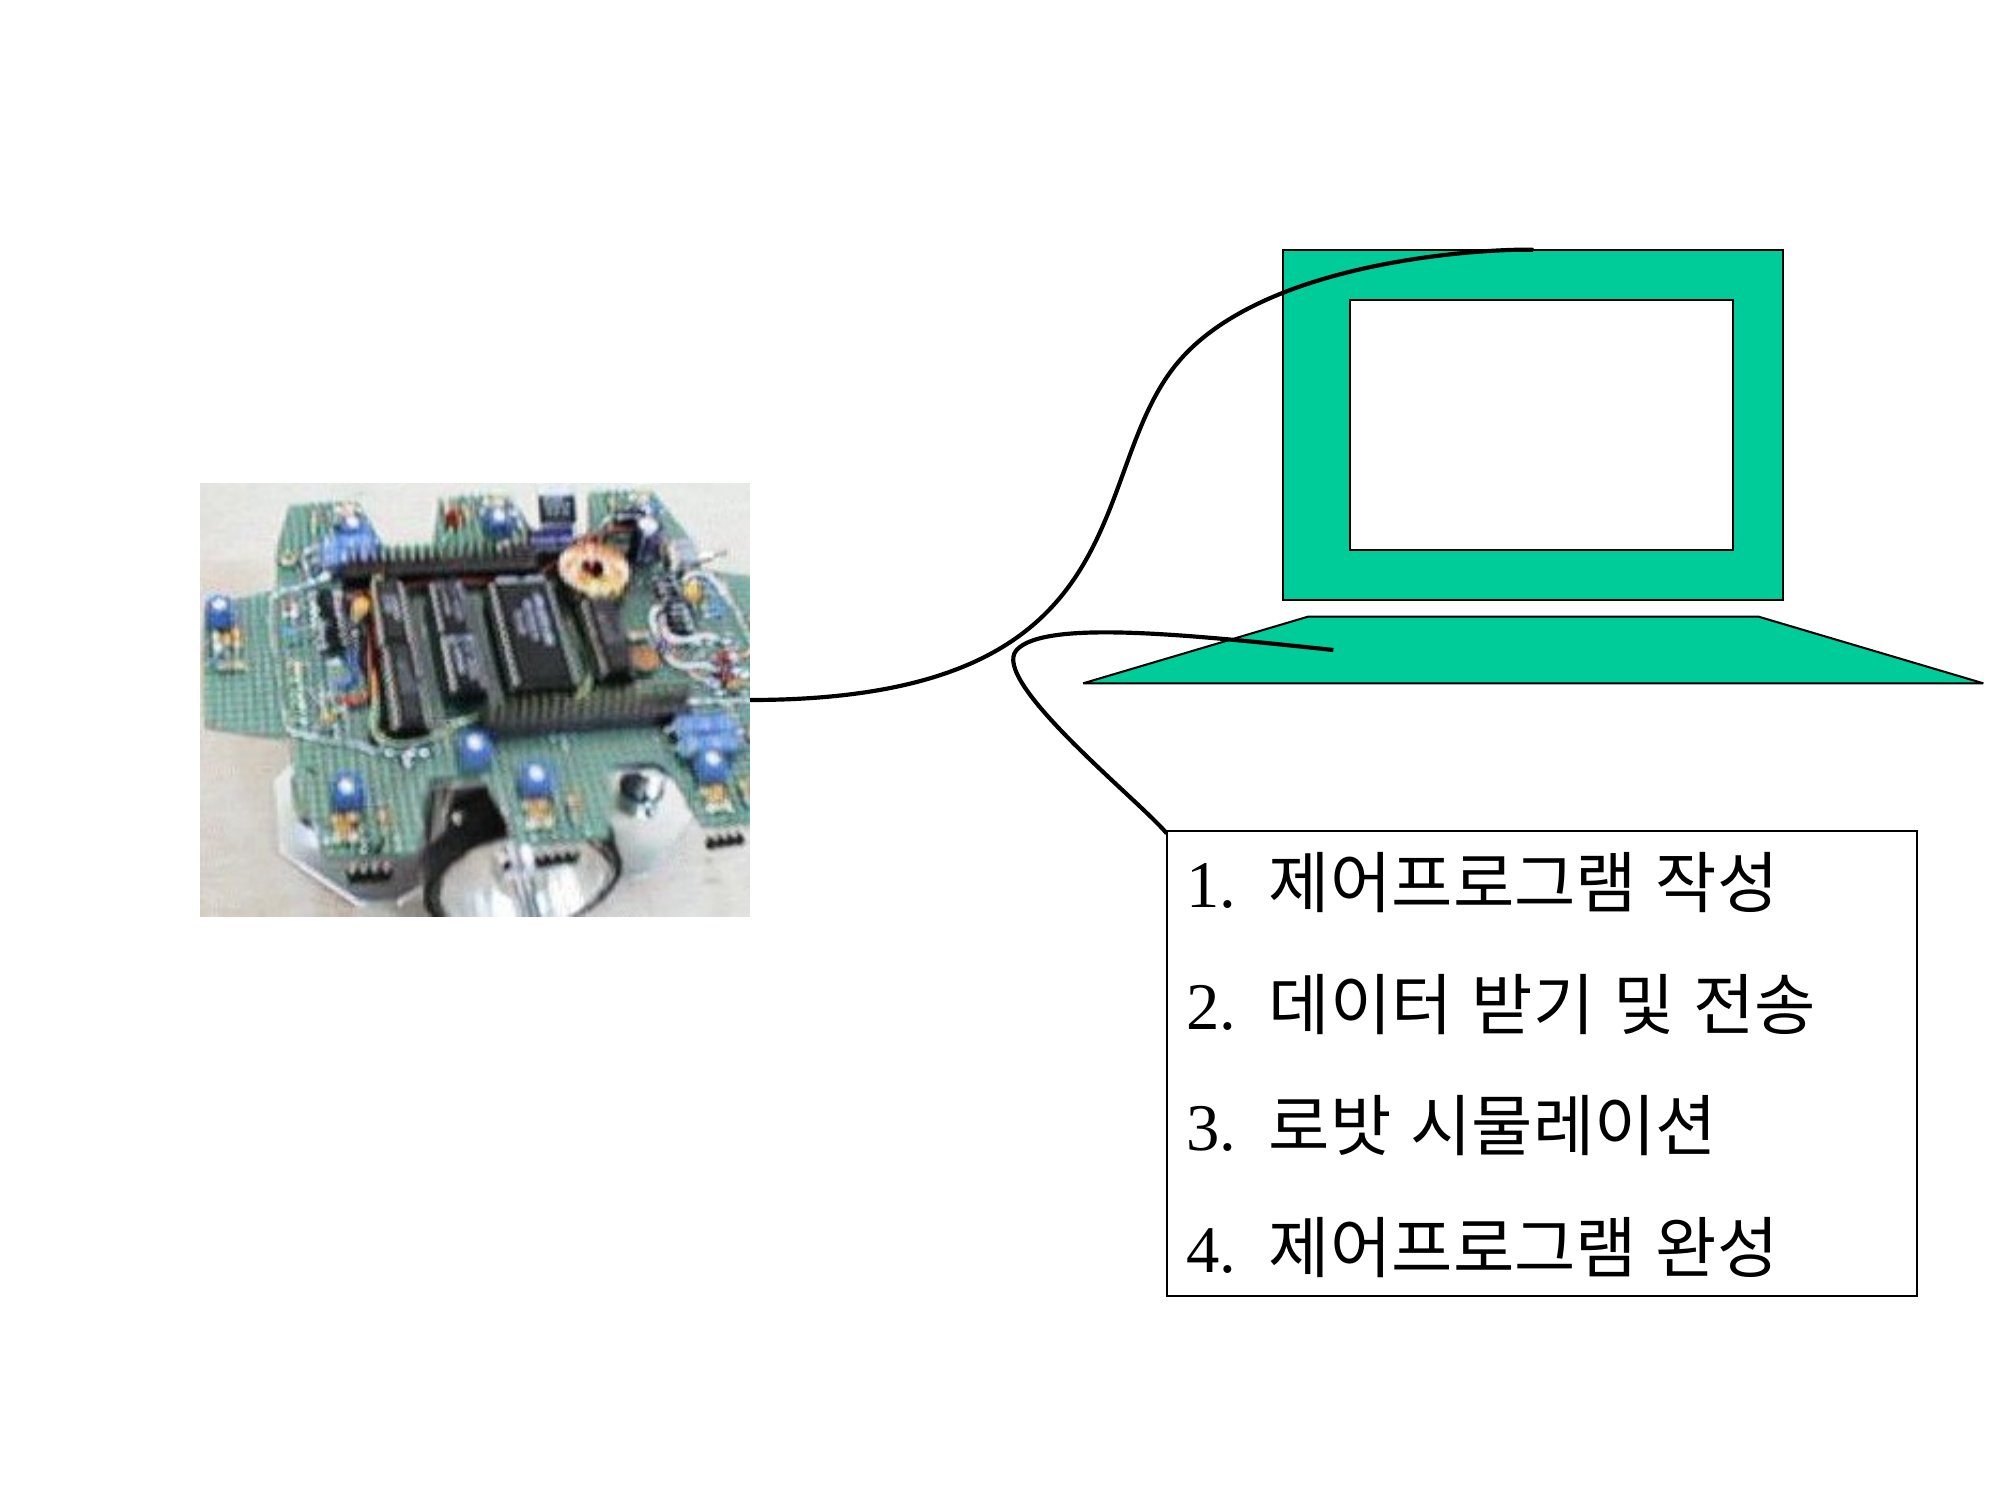 1. 제어프로그램 작성
2. 데이터 받기 및 전송
3. 로밧 시물레이션
4. 제어프로그램 완성